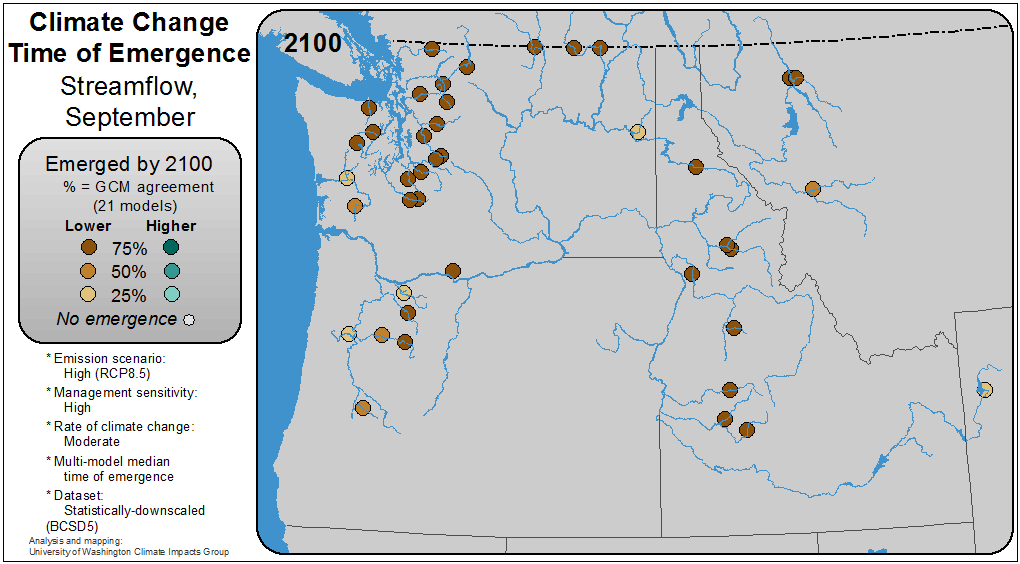 Climate Change
Time of Emergence
Streamflow,
September
Emerged by 2100
% = GCM agreement
(21 models)
Lower Higher
75%
50%
25%
No emergence
* Emission scenario:
High (RCP8.5)
* Management sensitivity:
High
* Rate of climate change:
Moderate
* Multi-model median
time of emergence
* Dataset:
Statistically-downscaled
(BCSD5)
Analysis and mapping:
University of Washington Climate Impacts Group
2100